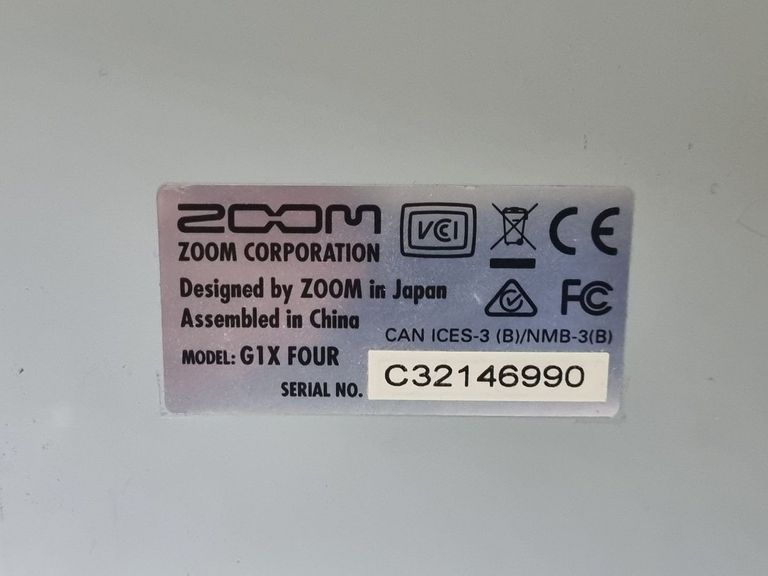 ZOOM
ZOOM CORPORATION
VCCI
CE
Designed by ZOOM in Japan
FC
Assembled in China
CAN ICES-3 (B)/NMB-3(B)
MODEL: G1X FOUR
SERIAL NO. C32146990